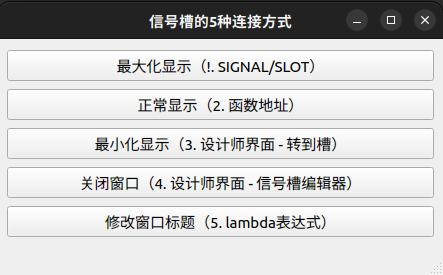 信号槽的5种连接方式
最大化显示（!. SIGNAL/SLOT）
正常显示（2. 函数地址）
最小化显示（3. 设计师界面 - 转到槽）
关闭窗口（4. 设计师界面 - 信号槽编辑器）
修改窗口标题（5. lambda表达式）